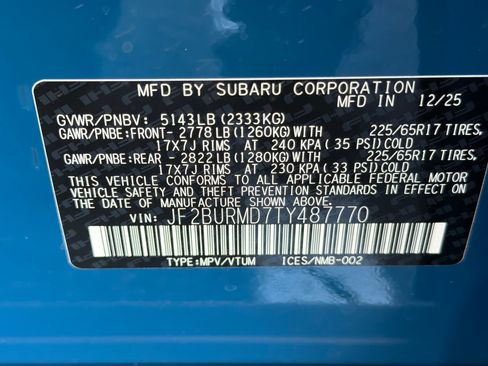 MFD BY SUBARU CORPORATION
MFD IN 12/25
GVWR/PNBV: 5143LB (2333KG)
GAWR/PNBE:FRONT- 2778 LB (1260KG) WITH 225/65R17 TIRES,
17x7J RIMS AT 240 KPA ( 35 PSI) COLD
GAWR/PNBE:REAR - 2822 LB (1280KG) WITH 225/65R17 TIRES,
17x7J RIMS AT 230 KPA ( 33 PSI) COLD
THIS VEHICLE CONFORMS TO ALL APPLICABLE U.S. FEDERAL MOTOR
VEHICLE SAFETY AND THEFT PREVENTION STANDARDS IN EFFECT ON
THE DATE OF MANUFACTURE SHOWN ABOVE.
VIN: JF2BURMD7TY487770
TYPE:MPV/VTUM ICES/NMB-002